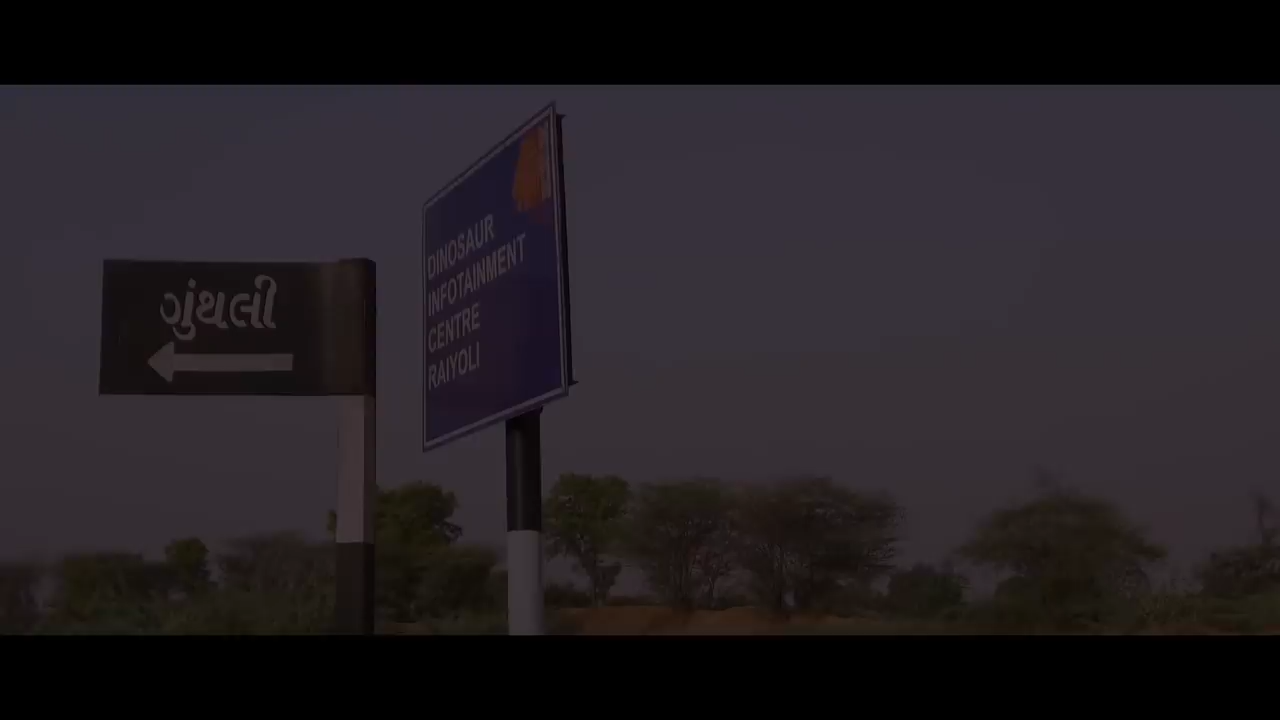 ગુંથલી
DINOSAUR
INFOTAINMENT
CENTRE
RAIYOLI